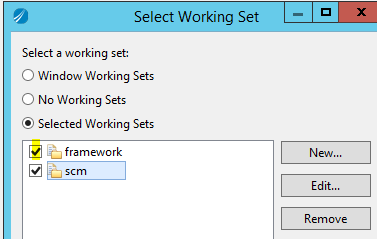 Select Working Set
Select a working set:
Window Working Sets
No Working Sets
Selected Working Sets
framework
scm
New...
Edit...
Remove